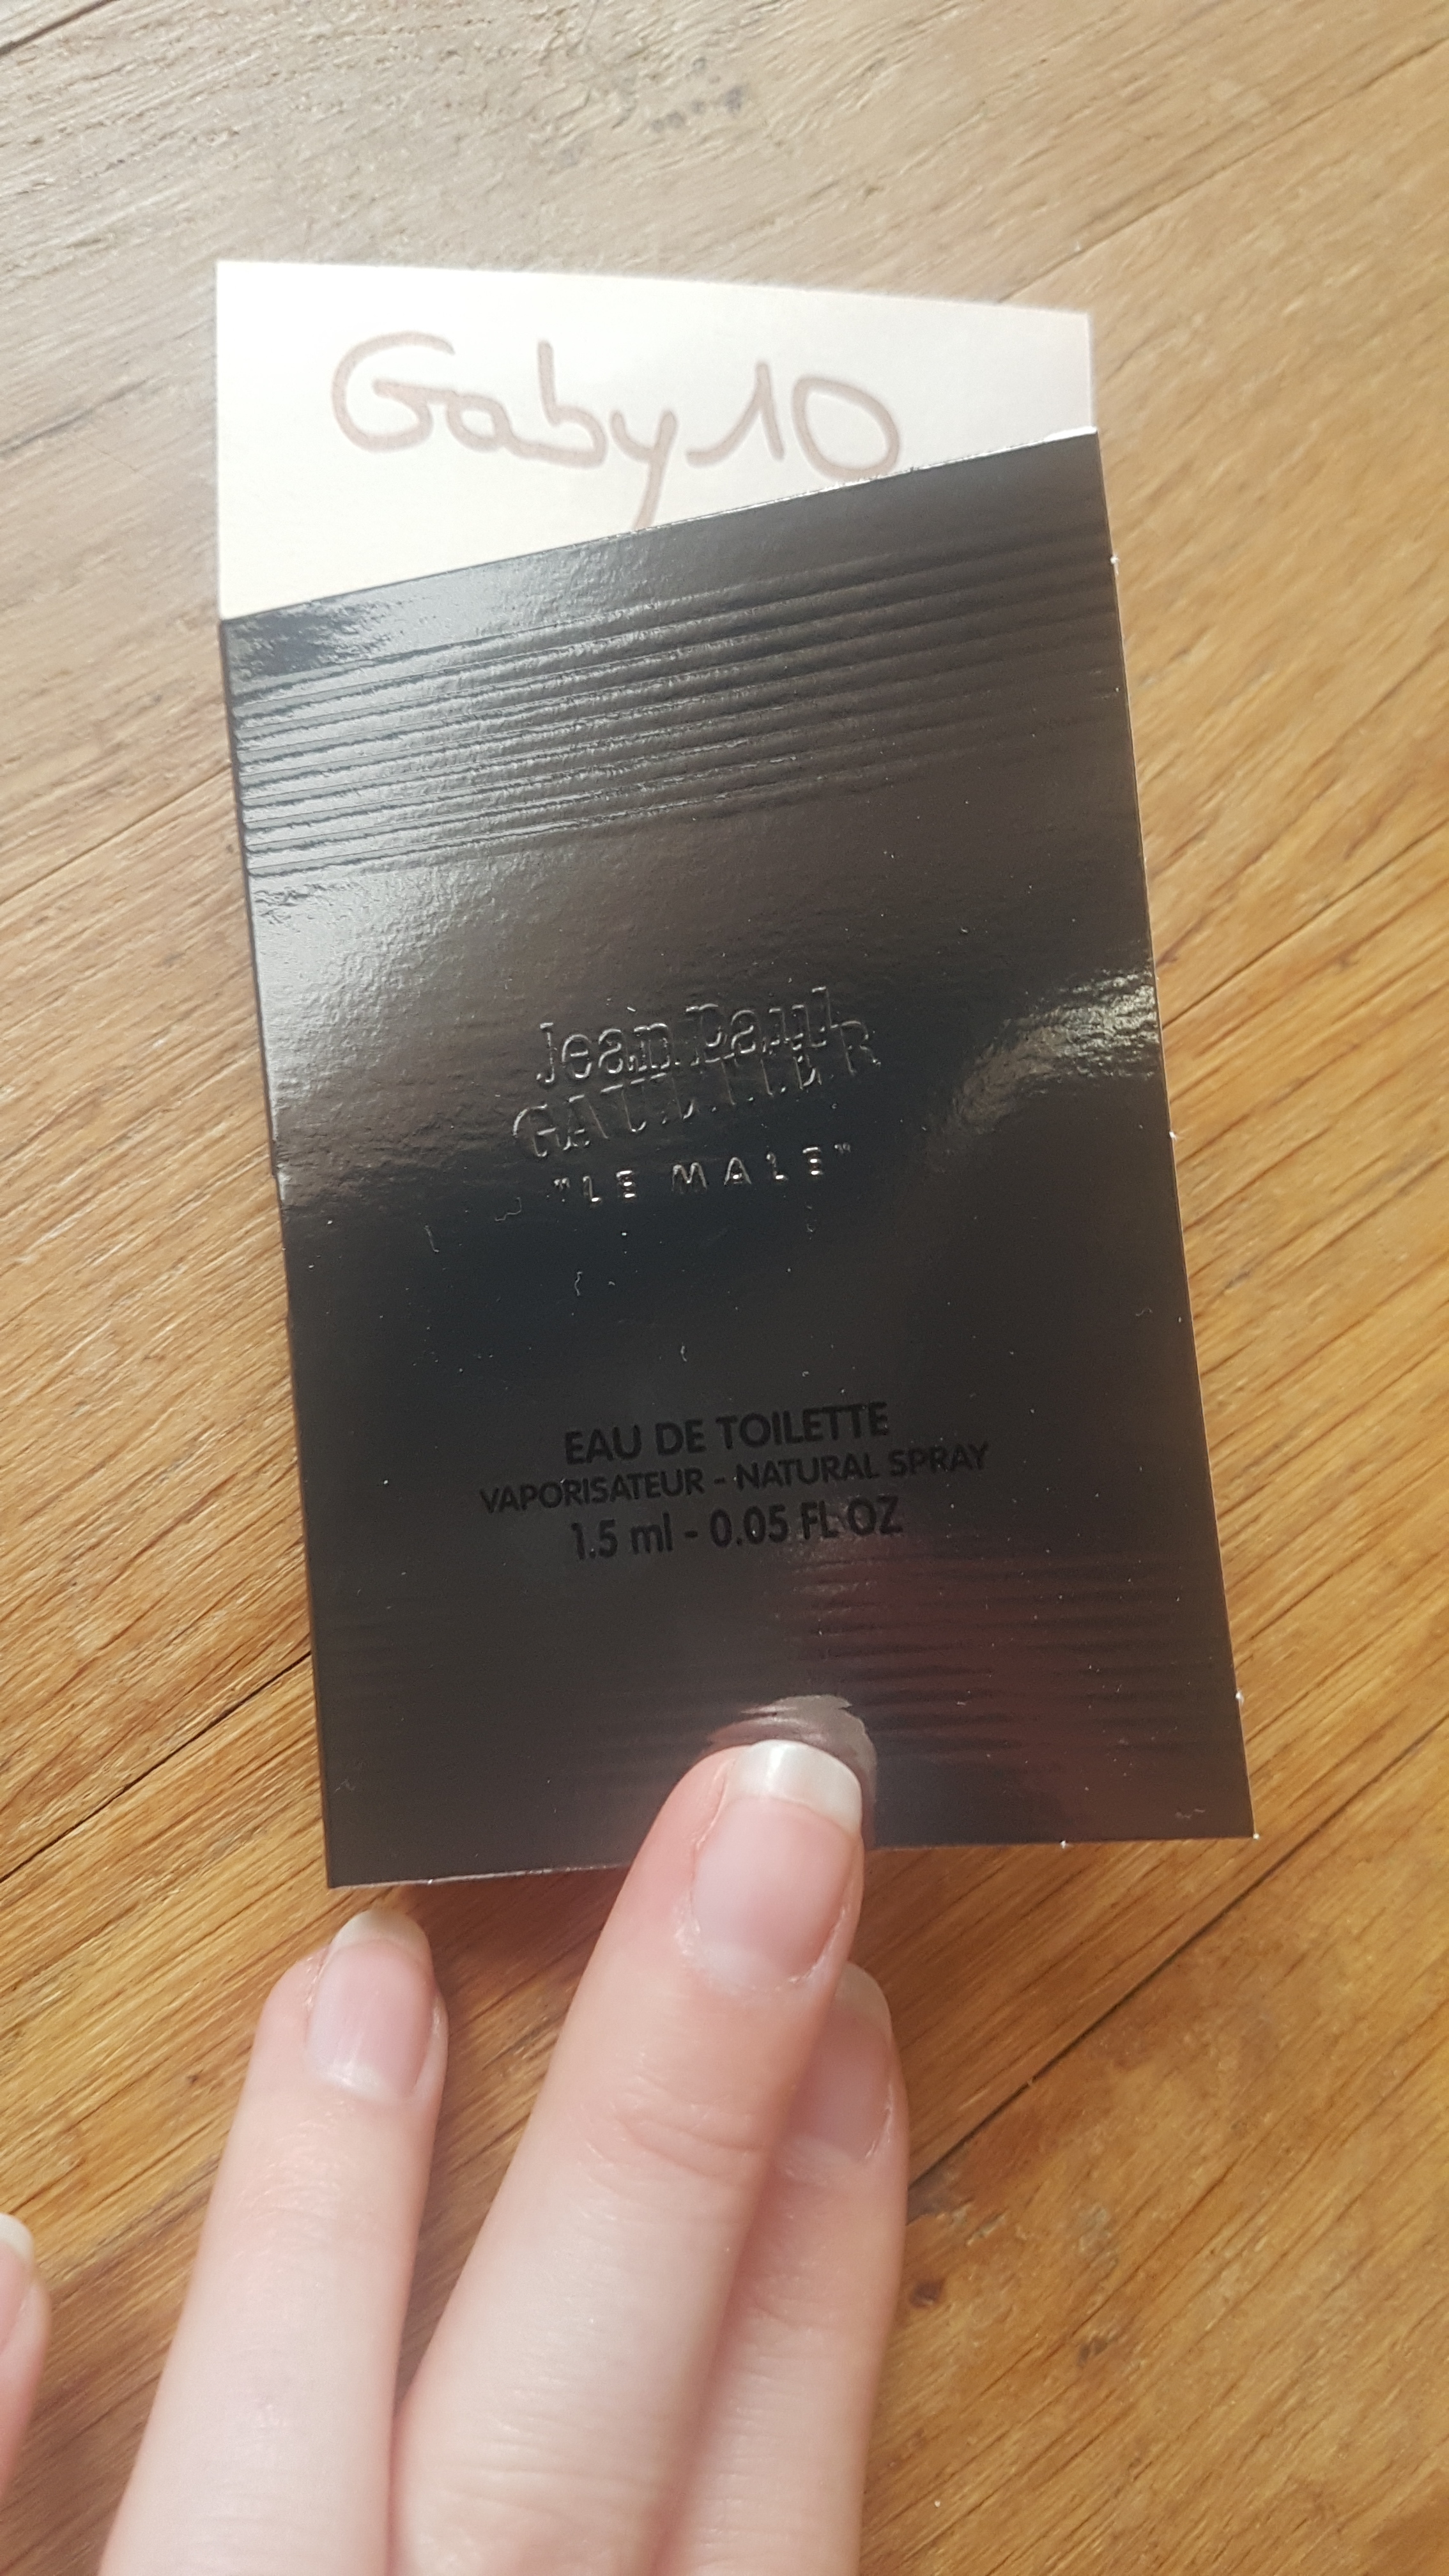 Gaby10
Jean Paul
GAULTIER
"LE MALE"
EAU DE TOILETTE
VAPORISATEUR - NATURAL SPRAY
1.5 ml - 0.05 FL OZ